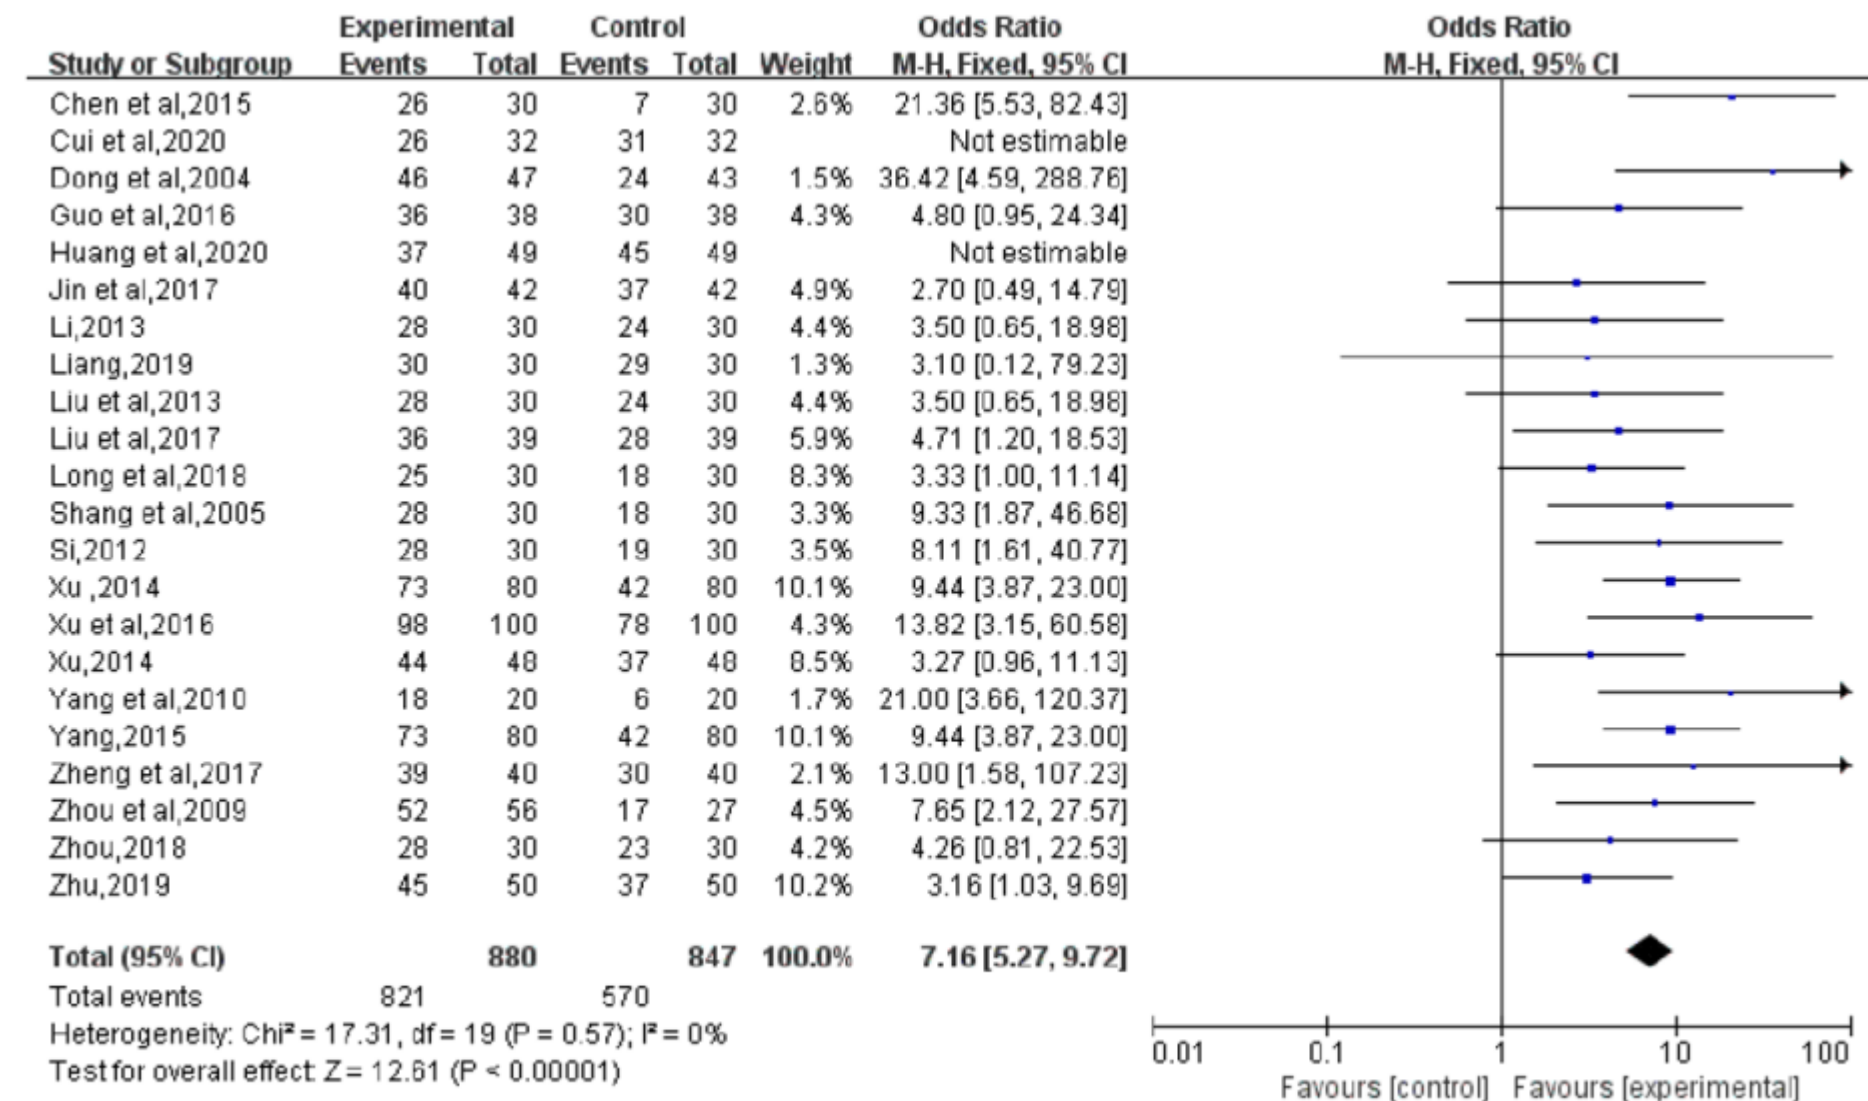 Experimental Control Odds Ratio Odds Ratio
Study or Subgroup Events Total Events Total Weight M-H, Fixed, 95% CI M-H, Fixed, 95% CI
Chen et al,2015 26 30 7 30 2.6% 21.36 [5.53, 82.43]
Cui et al,2020 26 32 31 32 Not estimable
Dong et al,2004 46 47 24 43 1.5% 36.42 [4.59, 288.76]
Guo et al,2016 36 38 30 38 4.3% 4.80 [0.95, 24.34]
Huang et al,2020 37 49 45 49 Not estimable
Jin et al,2017 40 42 37 42 4.9% 2.70 [0.49, 14.79]
Li,2013 28 30 24 30 4.4% 3.50 [0.65, 18.98]
Liang,2019 30 30 29 30 1.3% 3.10 [0.12, 79.23]
Liu et al,2013 28 30 24 30 4.4% 3.50 [0.65, 18.98]
Liu et al,2017 36 39 28 39 5.9% 4.71 [1.20, 18.53]
Long et al,2018 25 30 18 30 8.3% 3.33 [1.00, 11.14]
Shang et al,2005 28 30 18 30 3.3% 9.33 [1.87, 46.68]
Si,2012 28 30 19 30 3.5% 8.11 [1.61, 40.77]
Xu ,2014 73 80 42 80 10.1% 9.44 [3.87, 23.00]
Xu et al,2016 98 100 78 100 4.3% 13.82 [3.15, 60.58]
Xu,2014 44 48 37 48 8.5% 3.27 [0.96, 11.13]
Yang et al,2010 18 20 6 20 1.7% 21.00 [3.66, 120.37]
Yang,2015 73 80 42 80 10.1% 9.44 [3.87, 23.00]
Zheng et al,2017 39 40 30 40 2.1% 13.00 [1.58, 107.23]
Zhou et al,2009 52 56 17 27 4.5% 7.65 [2.12, 27.57]
Zhou,2018 28 30 23 30 4.2% 4.26 [0.81, 22.53]
Zhu,2019 45 50 37 50 10.2% 3.16 [1.03, 9.69]
Total (95% CI) 880 847 100.0% 7.16 [5.27, 9.72]
Total events 821 570
Heterogeneity: Chi² = 17.31, df = 19 (P = 0.57); I² = 0%
Test for overall effect: Z = 12.61 (P < 0.00001)
0.01 0.1 1 10 100
Favours [control] Favours [experimental]